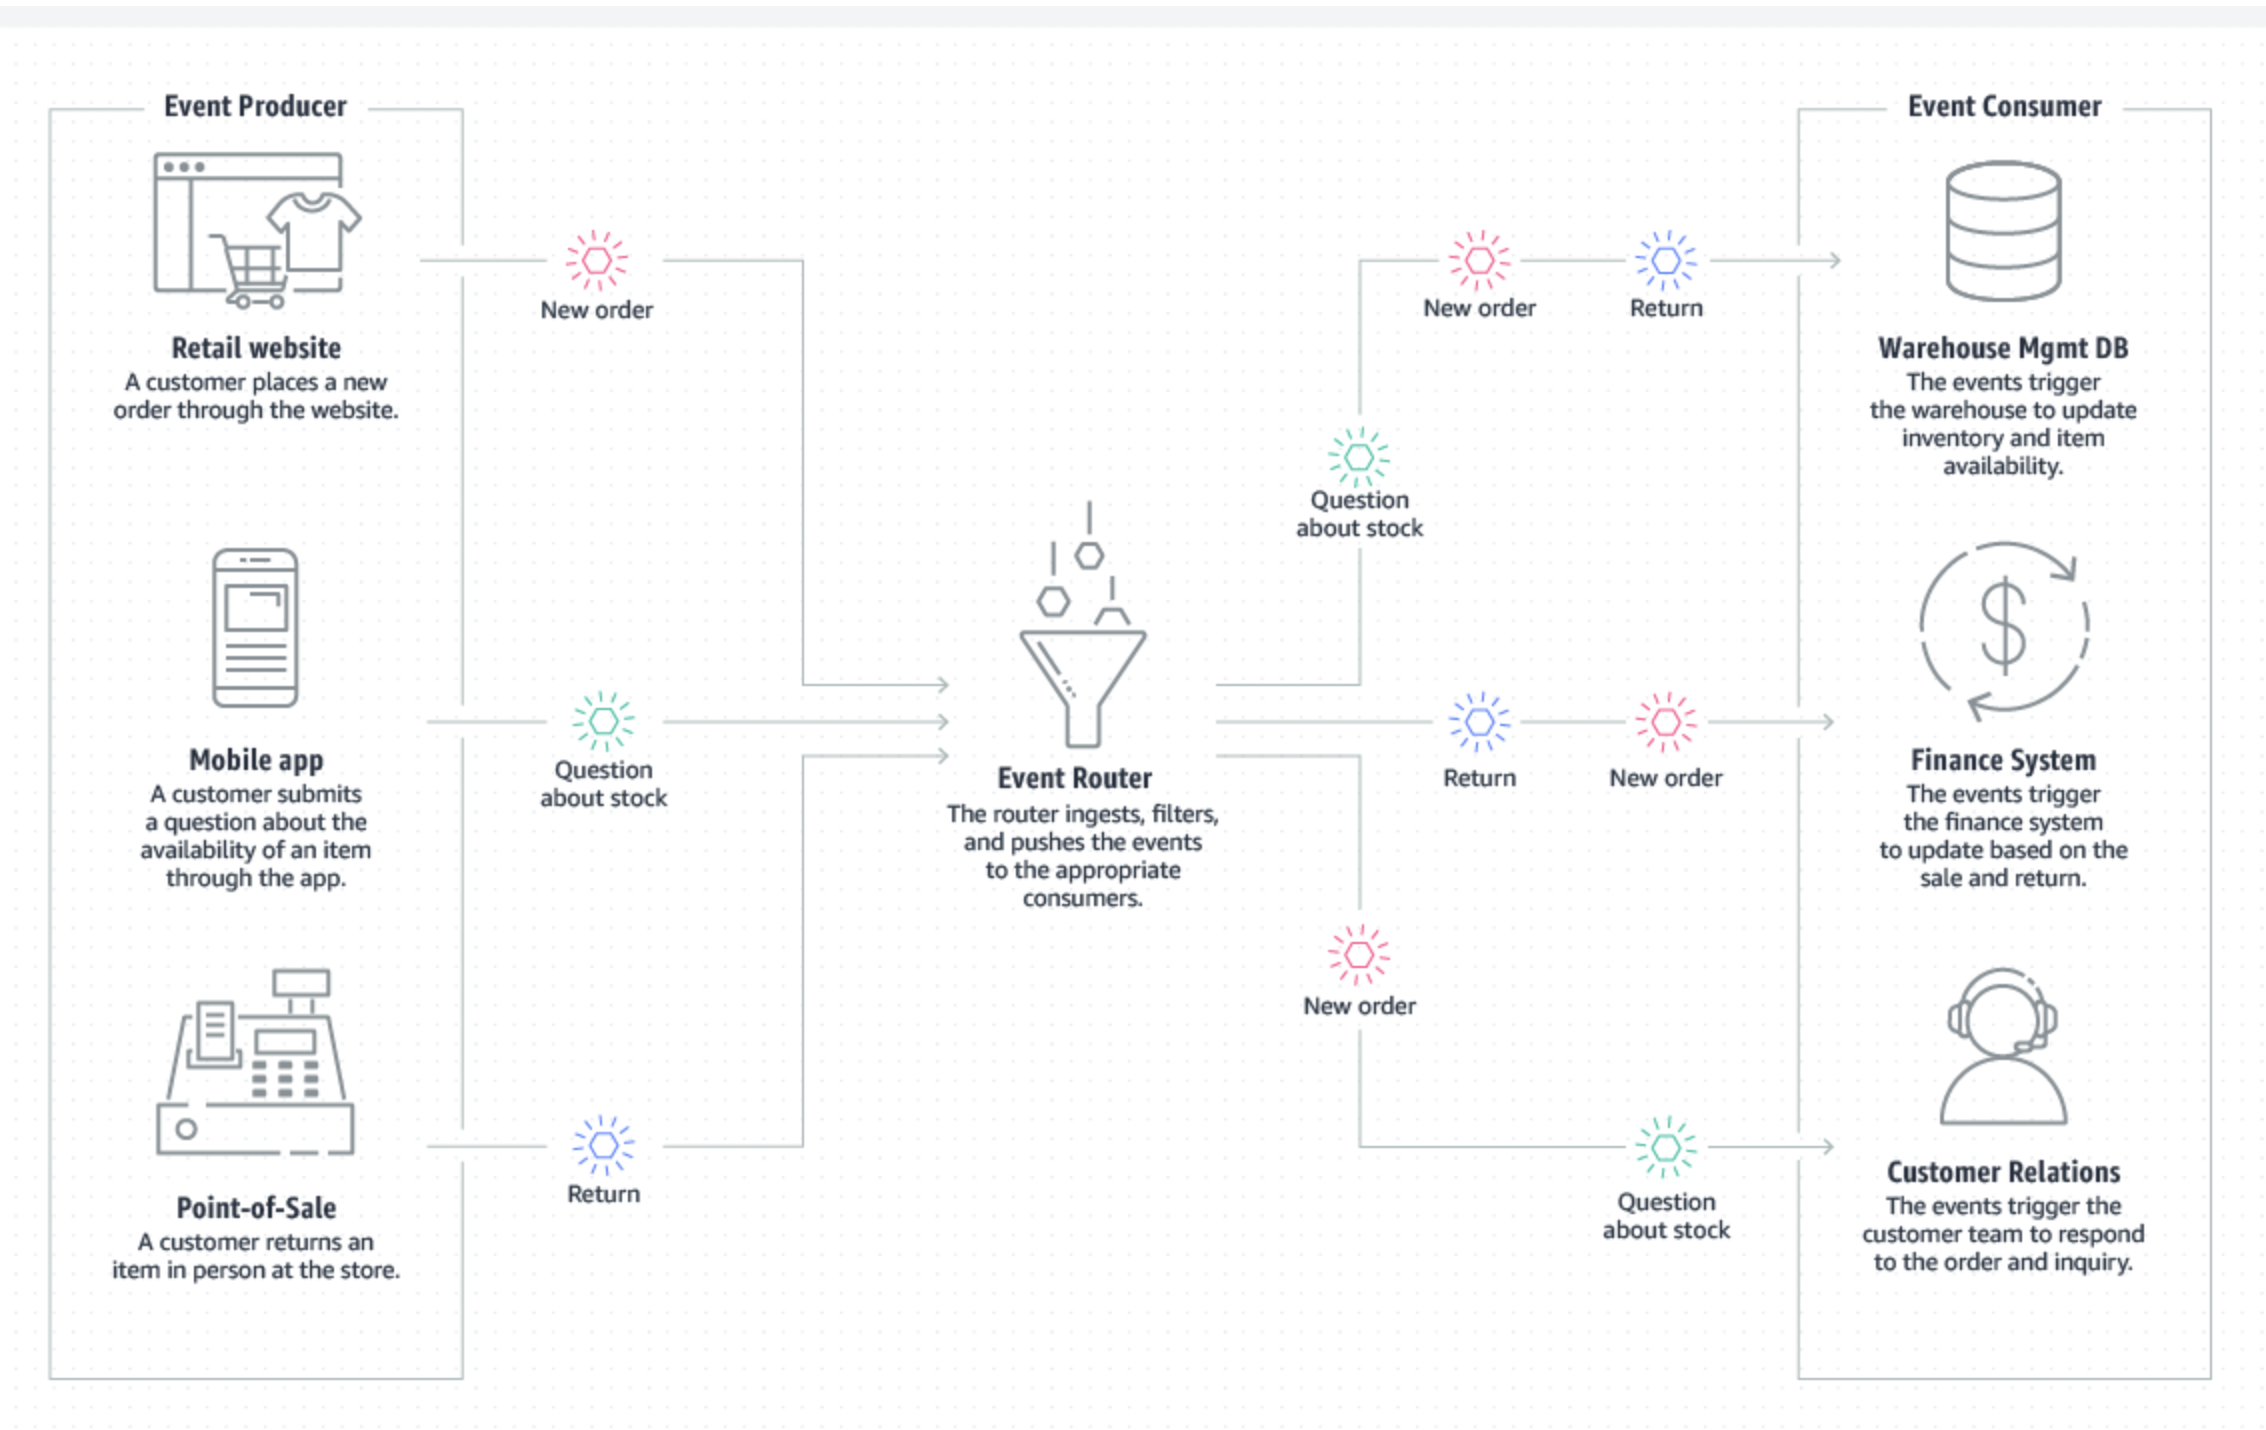 Event Producer
Retail website
A customer places a new
order through the website.
Mobile app
A customer submits
a question about the
availability of an item
through the app.
Point-of-Sale
A customer returns an
item in person at the store.
New order
Question
about stock
Return
Event Router
The router ingests, filters,
and pushes the events
to the appropriate
consumers.
New order
Return
Question
about stock
Return
New order
New order
Question
about stock
Event Consumer
Warehouse Mgmt DB
The events trigger
the warehouse to update
inventory and item
availability.
$
Finance System
The events trigger
the finance system
to update based on the
sale and return.
Customer Relations
The events trigger the
customer team to respond
to the order and inquiry.